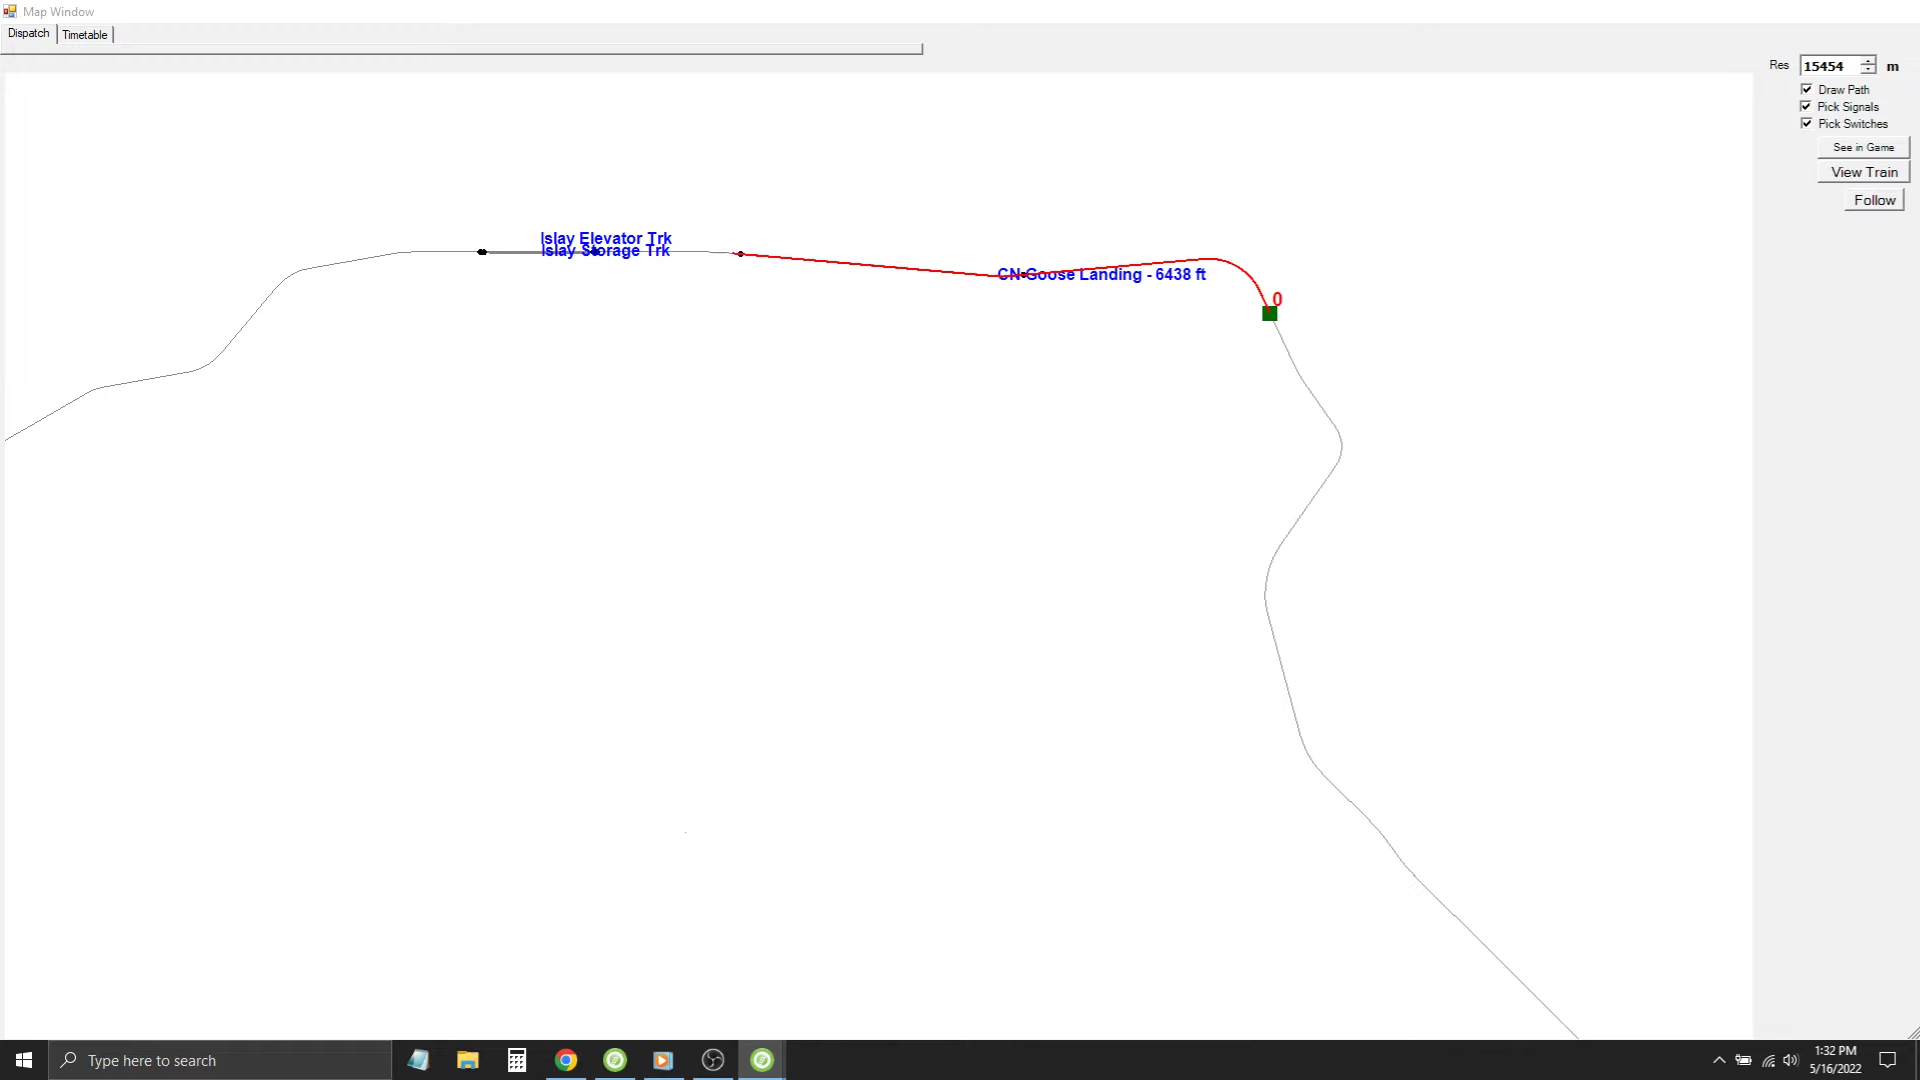 Map Window
Dispatch
Timetable
Res 15454 m
Draw Path
Pick Signals
Pick Switches
See in Game
View Train
Follow
Islay Elevator Trk
Islay Storage Trk
CN Goose Landing - 6438 ft
0
Type here to search
1:32 PM
5/16/2022